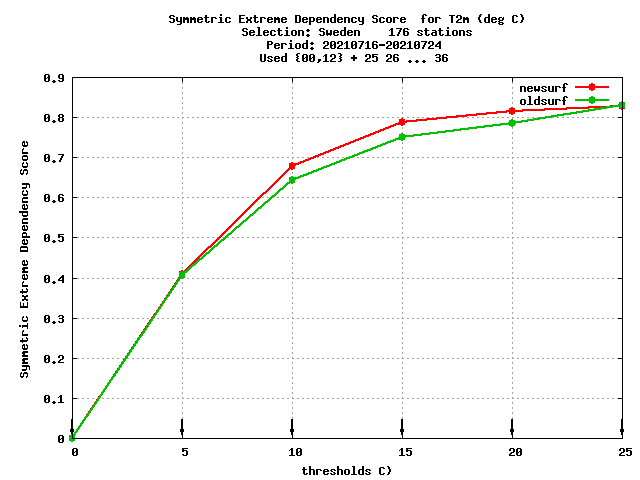 Symmetric Extreme Dependency Score  for T2m (deg C)
Selection: Sweden    176 stations
Period: 20210716-20210724
Used {00,12} + 25 26 ... 36
newsurf
oldsurf
Symmetric Extreme Dependency Score
0.9
0.8
0.7
0.6
0.5
0.4
0.3
0.2
0.1
0
0 5 10 15 20 25
thresholds C)